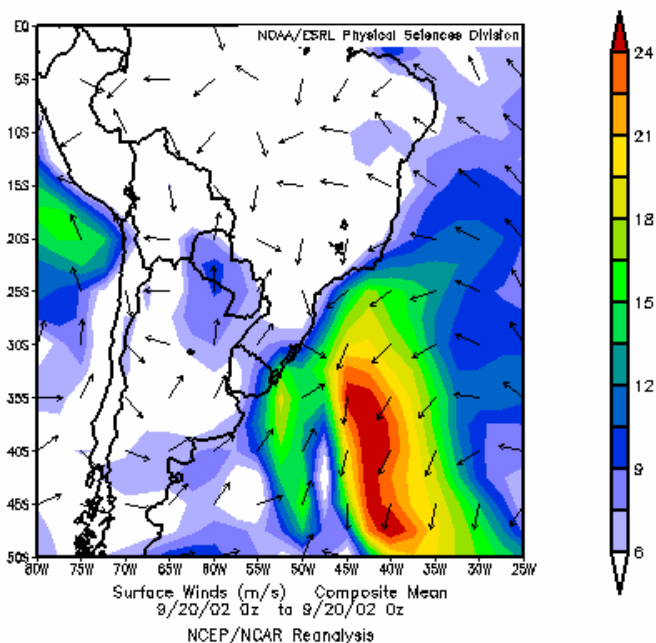 NOAA/ESRL Physical Sciences Division
EQ
5S
10S
15S
20S
25S
30S
35S
40S
45S
50S
80W 75W 70W 65W 60W 55W 50W 45W 40W 35W 30W 25W
24
21
18
15
12
9
6
Surface Winds (m/s) Composite Mean
9/20/02 0z to 9/20/02 0z
NCEP/NCAR Reanalysis